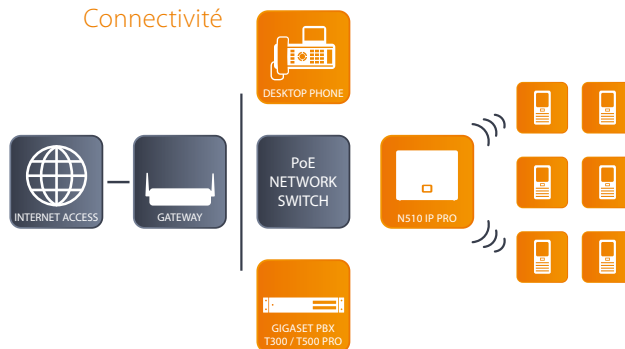 Connectivité
DESKTOP PHONE
INTERNET ACCESS
GATEWAY
PoE
NETWORK
SWITCH
N510 IP PRO
GIGASET PBX
T300 / T500 PRO